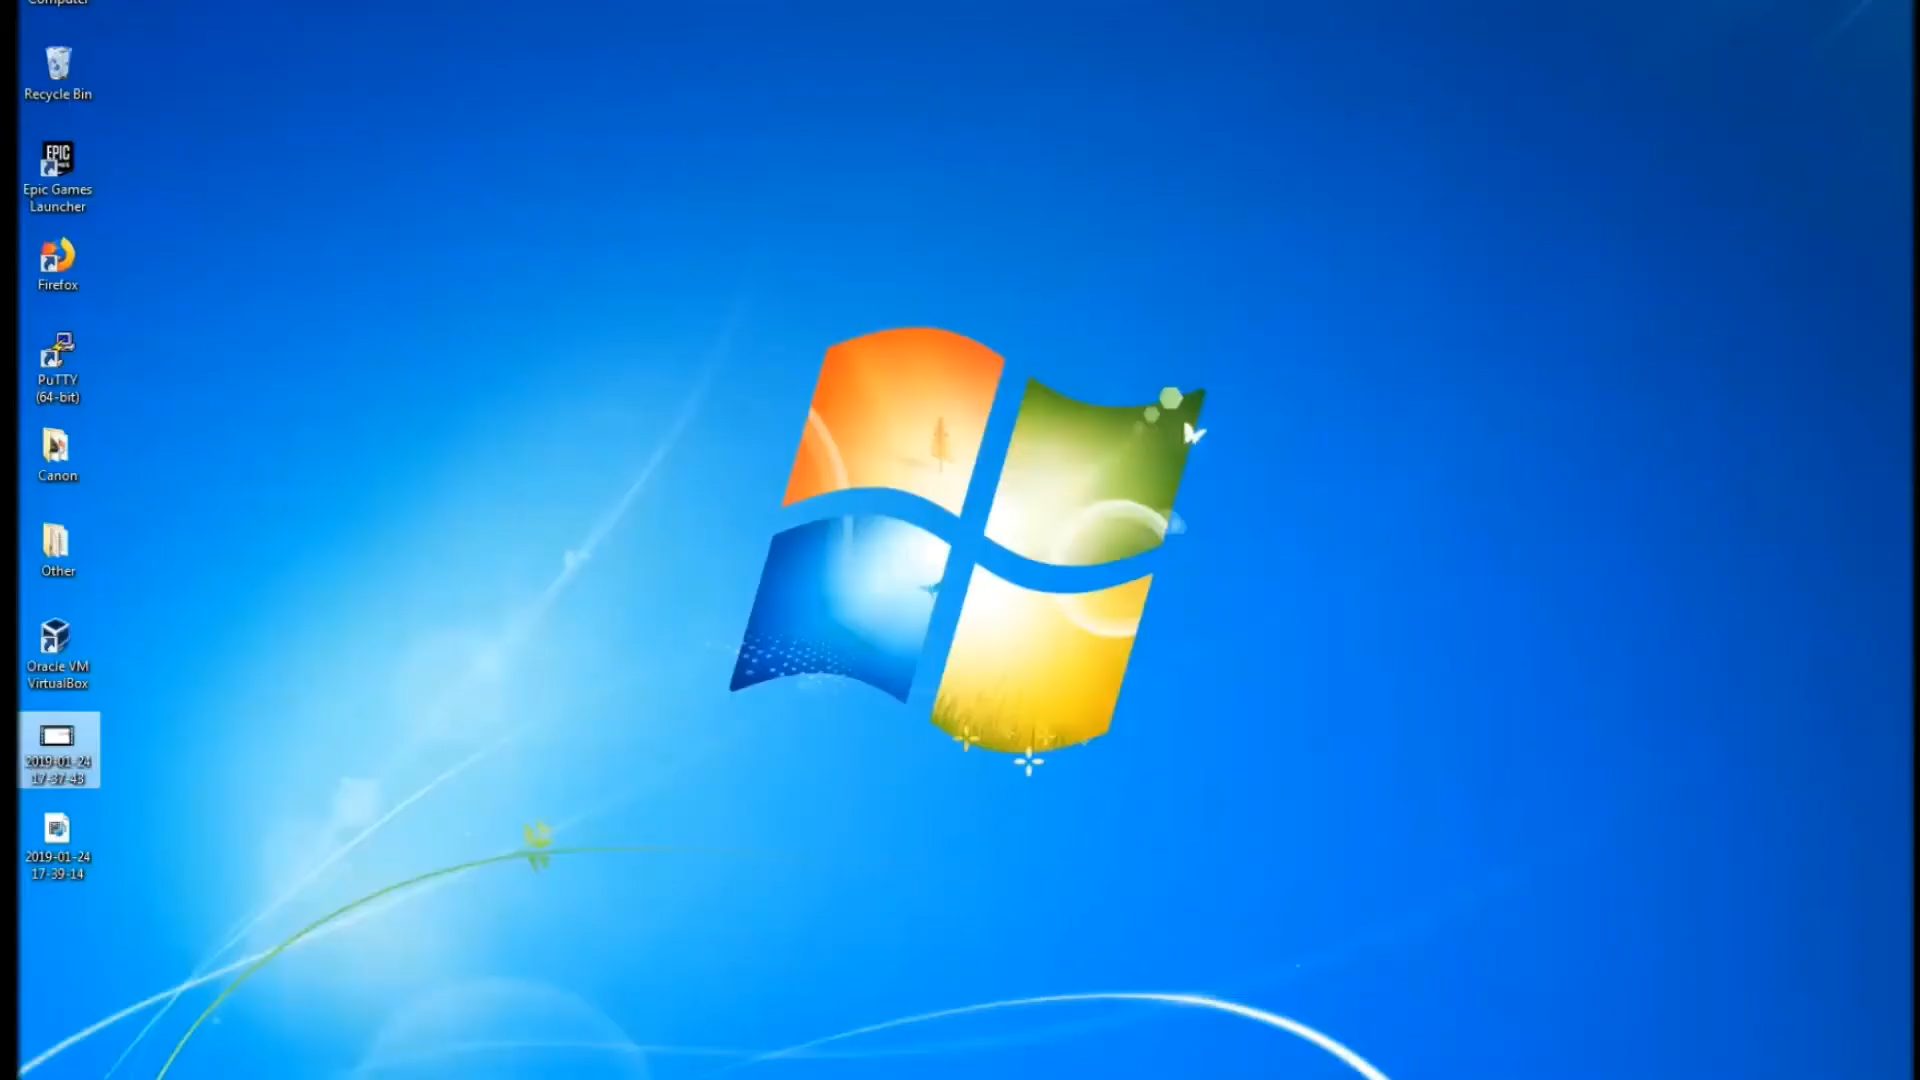 Computer
Recycle Bin
EPIC
Epic Games
Launcher
Firefox
PuTTY
(64-bit)
Canon
Other
Oracle VM
VirtualBox
2019-01-24
17-37-43
2019-01-24
17-39-14